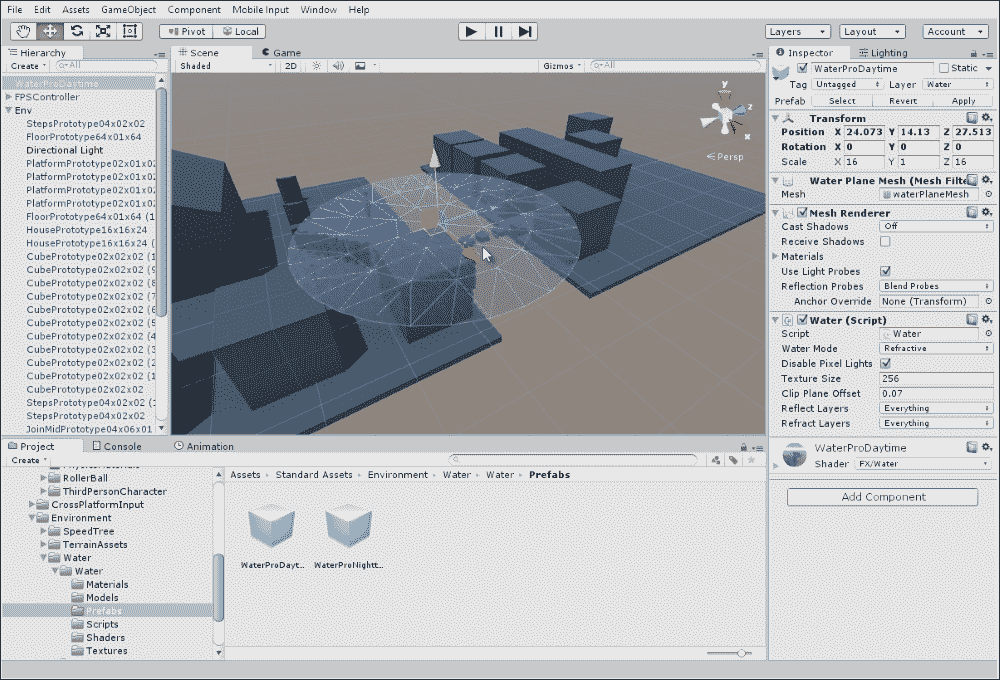 File Edit Assets GameObject Component Mobile Input Window Help
Pivot Local Layers Layout Account
Hierarchy
Create All
WaterProDaytime
FPSController
Env
StepsPrototype04x02x02
FloorPrototype64x01x64
Directional Light
PlatformPrototype02x01x02
PlatformPrototype02x01x02
PlatformPrototype02x01x02
PlatformPrototype02x01x02
FloorPrototype64x01x64 (1
HousePrototype16x16x24
HousePrototype16x16x24 (
CubePrototype02x02x02 (1
CubePrototype02x02x02 (9
CubePrototype02x02x02 (8
CubePrototype02x02x02 (7
CubePrototype02x02x02 (6
CubePrototype02x02x02 (5
CubePrototype02x02x02 (4
CubePrototype02x02x02 (3
CubePrototype02x02x02 (2
CubePrototype02x02x02 (1
CubePrototype02x02x02
StepsPrototype04x02x02 (1
StepsPrototype04x02x02
JoinMidPrototype04x06x01
Scene Game
Shaded 2D Gizmos All
y
z
x
Persp
Inspector Lighting
WaterProDaytime Static
Tag Untagged Layer Water
Prefab Select Revert Apply
Transform
Position X 24.073 Y 14.13 Z 27.513
Rotation X 0 Y 0 Z 0
Scale X 16 Y 1 Z 16
Water Plane Mesh (Mesh Filte
Mesh waterPlaneMesh
Mesh Renderer
Cast Shadows Off
Receive Shadows
Materials
Use Light Probes
Reflection Probes Blend Probes
Anchor Override None (Transform)
Water (Script)
Script Water
Water Mode Refractive
Disable Pixel Lights
Texture Size 256
Clip Plane Offset 0.07
Reflect Layers Everything
Refract Layers Everything
WaterProDaytime
Shader FX/Water
Add Component
Project Console Animation
Create
RollerBall
ThirdPersonCharacter
CrossPlatformInput
Environment
SpeedTree
TerrainAssets
Water
Water
Materials
Models
Prefabs
Scripts
Shaders
Textures
Assets Standard Assets Environment Water Water Prefabs
WaterProDayt... WaterProNightt...